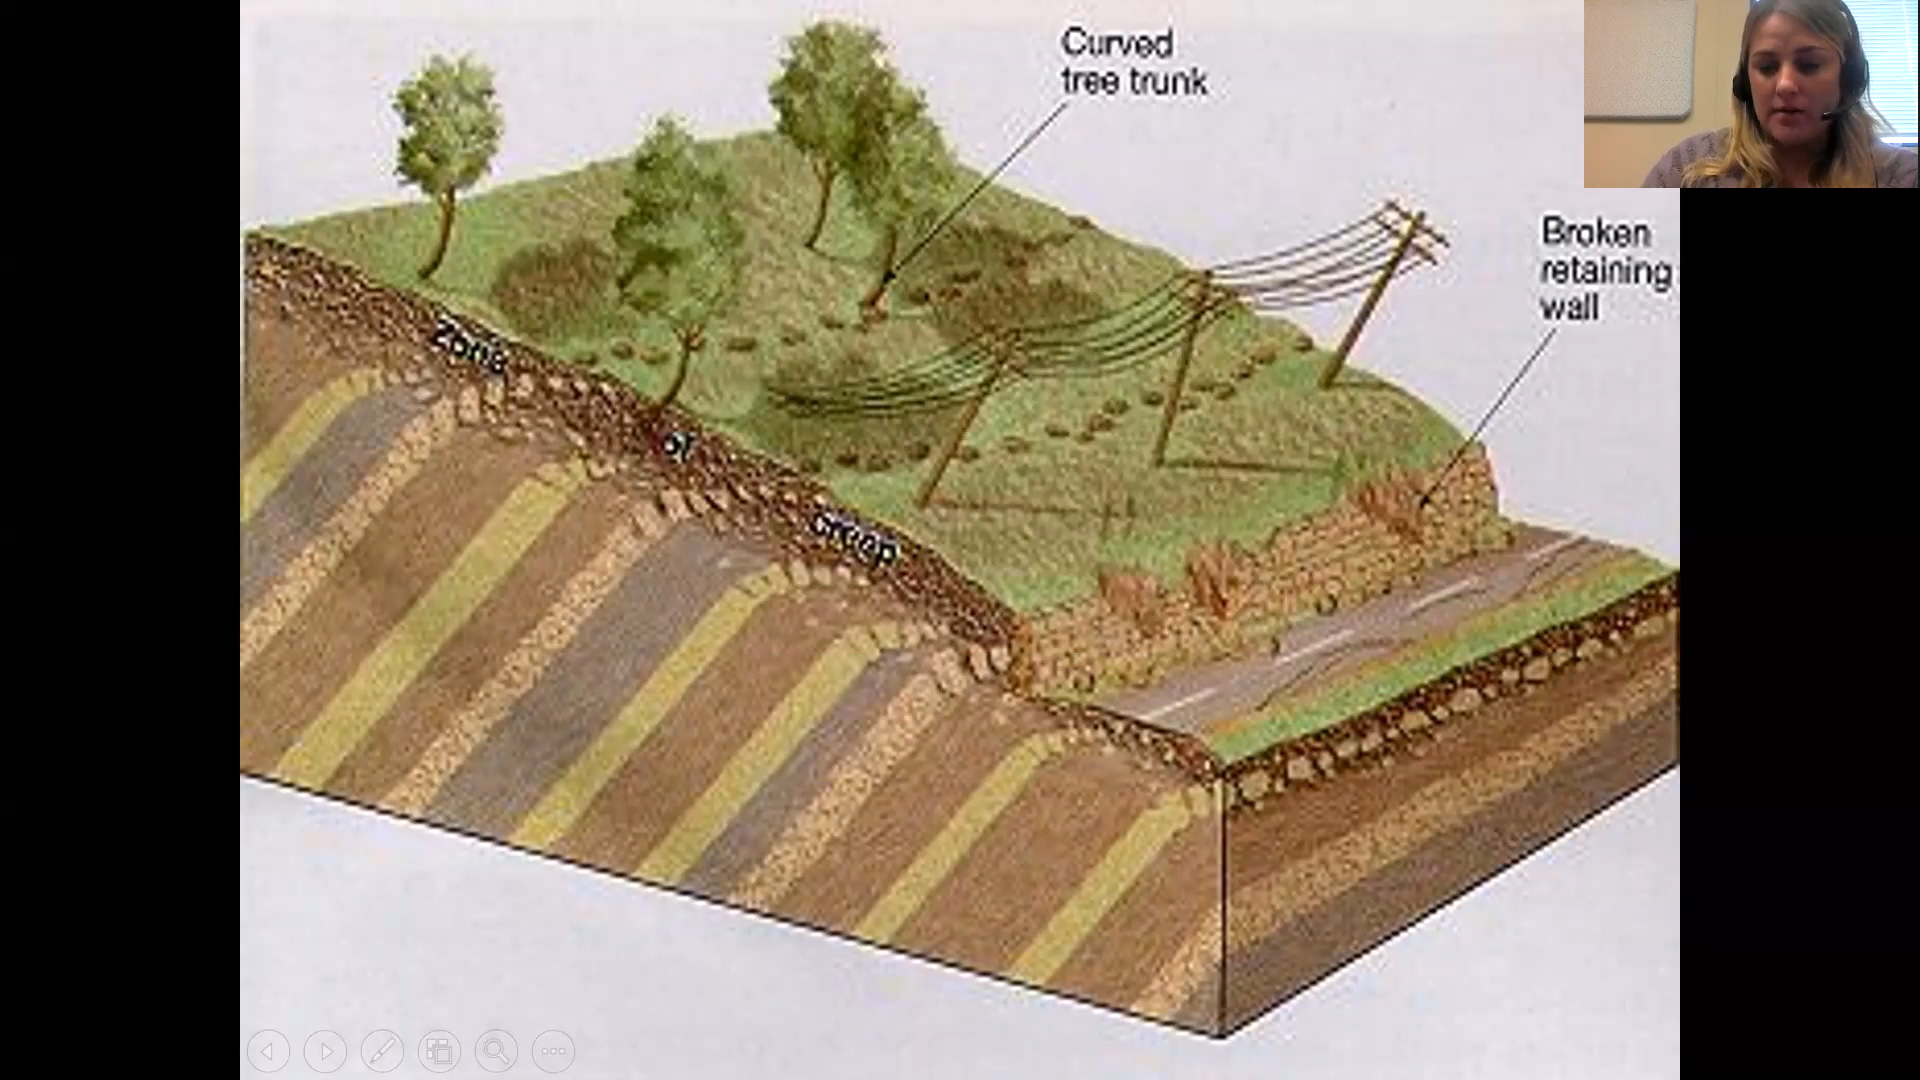 Curved
tree trunk
Broken
retaining
wall
Zone
of
creep